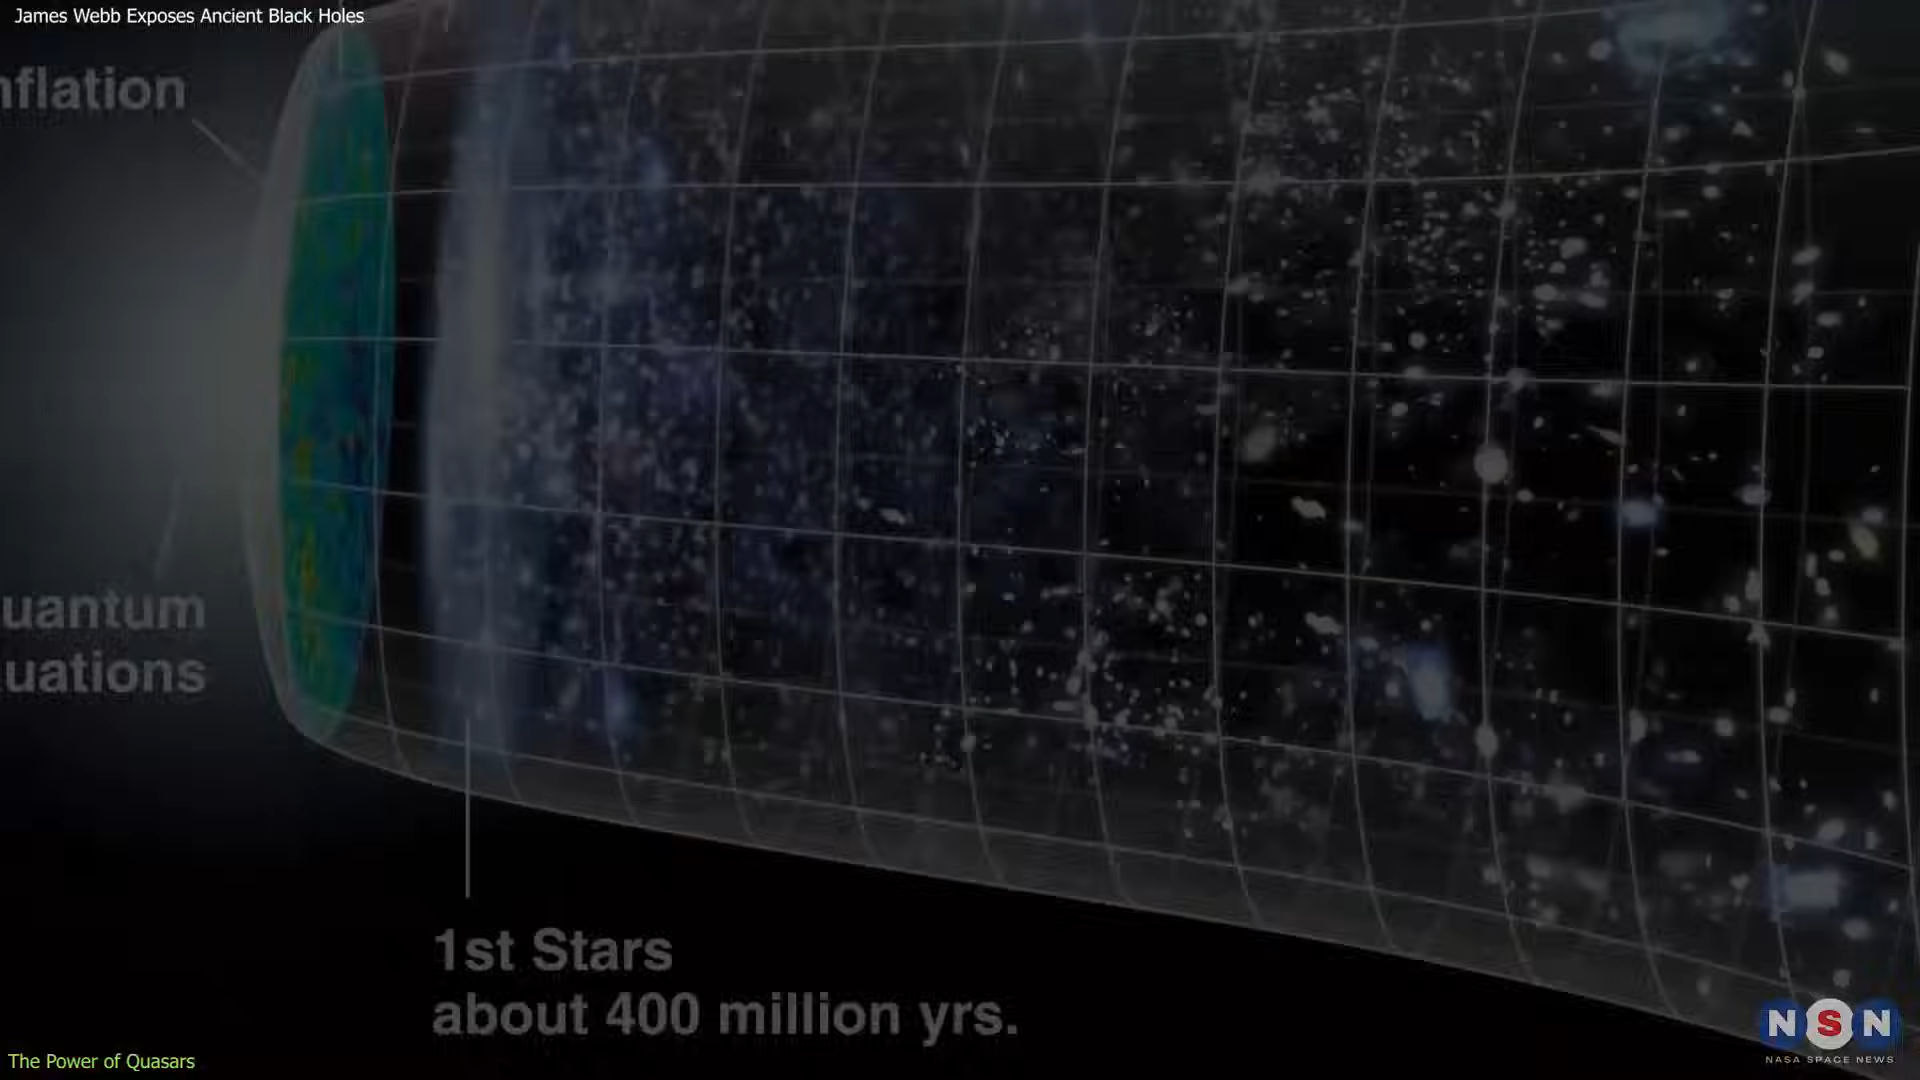 James Webb Exposes Ancient Black Holes
nflation
uantum
uations
1st Stars
about 400 million yrs.
NSN
NASA SPACE NEWS
The Power of Quasars